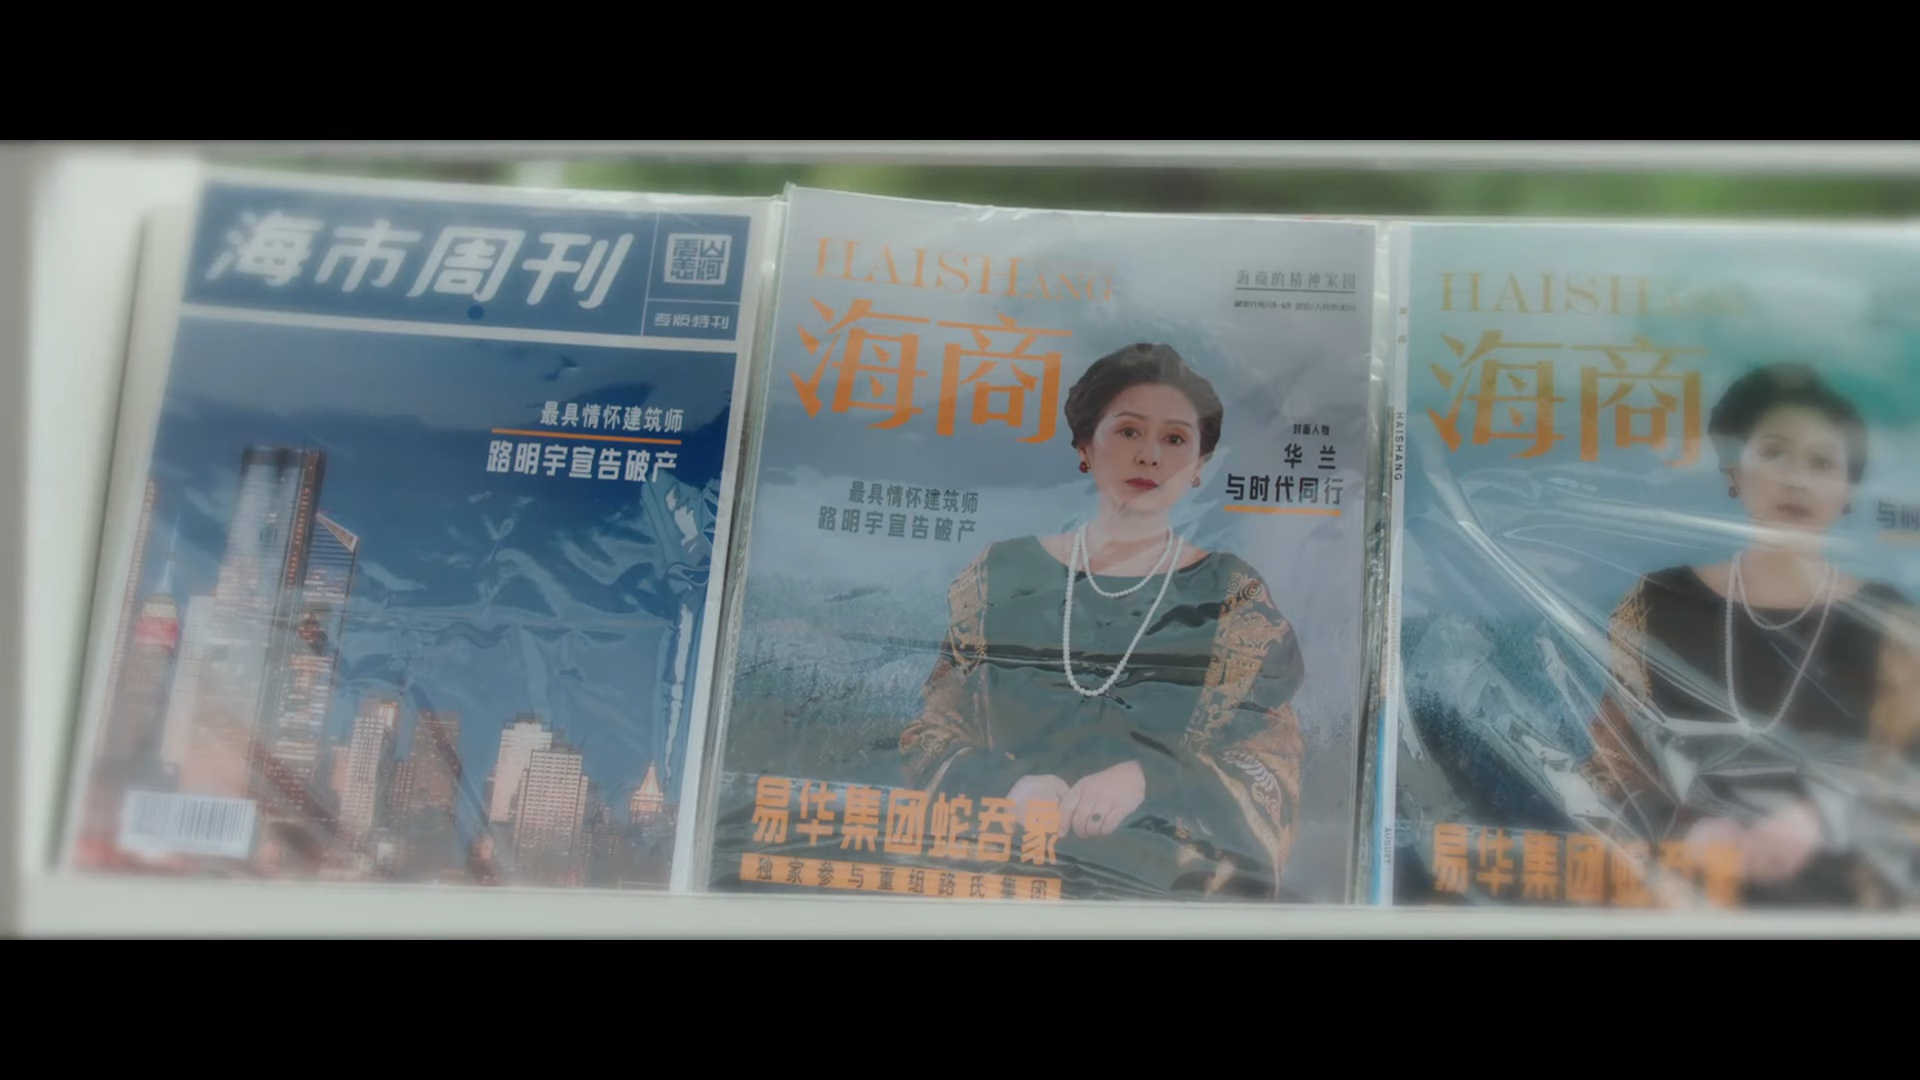 海市周刊
专版特刊
最具情怀建筑师
路明宇宣告破产
HAISHANG
海商
海商的精神家园
封面人物
华兰
与时代同行
最具情怀建筑师
路明宇宣告破产
易华集团蛇吞象
独家参与重组路氏集团
HAISHANG
AUGUST
HAISH
海商
与时
易华集团蛇吞象